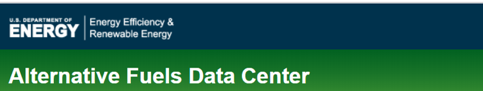 U.S. DEPARTMENT OF
ENERGY
Energy Efficiency &
Renewable Energy
Alternative Fuels Data Center